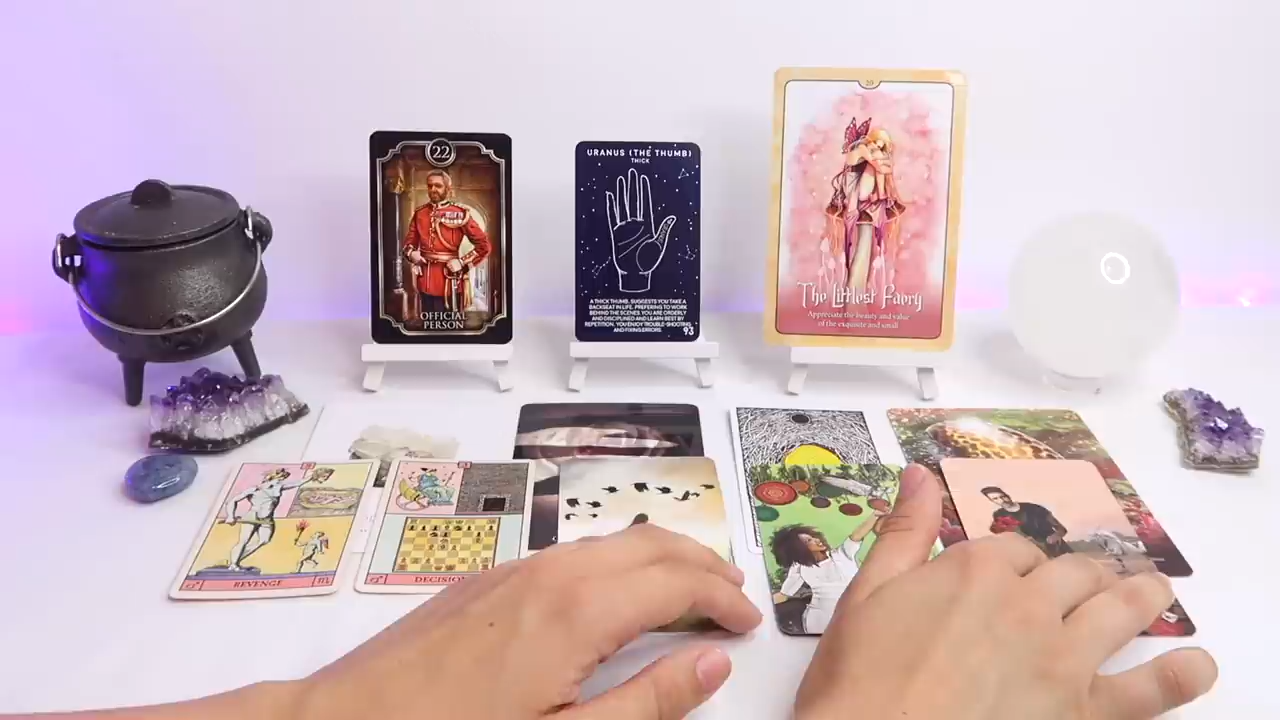 22
OFFICIAL
PERSON
URANUS (THE THUMB)
THICK
A THICK THUMB, SUGGESTS YOU TAKE A
BACKSEAT IN LIFE, PREFERING TO WORK
BEHIND THE SCENES. YOU ARE ORDERLY
AND DISCIPLINED AND LEARN BEST BY
REPETITION. YOU ENJOY TROUBLE-SHOOTING
AND FIXING ERRORS.
93
The Littlest Faery
Appreciate the beauty and value
of the exquisite and small
REVENGE
DECISIO